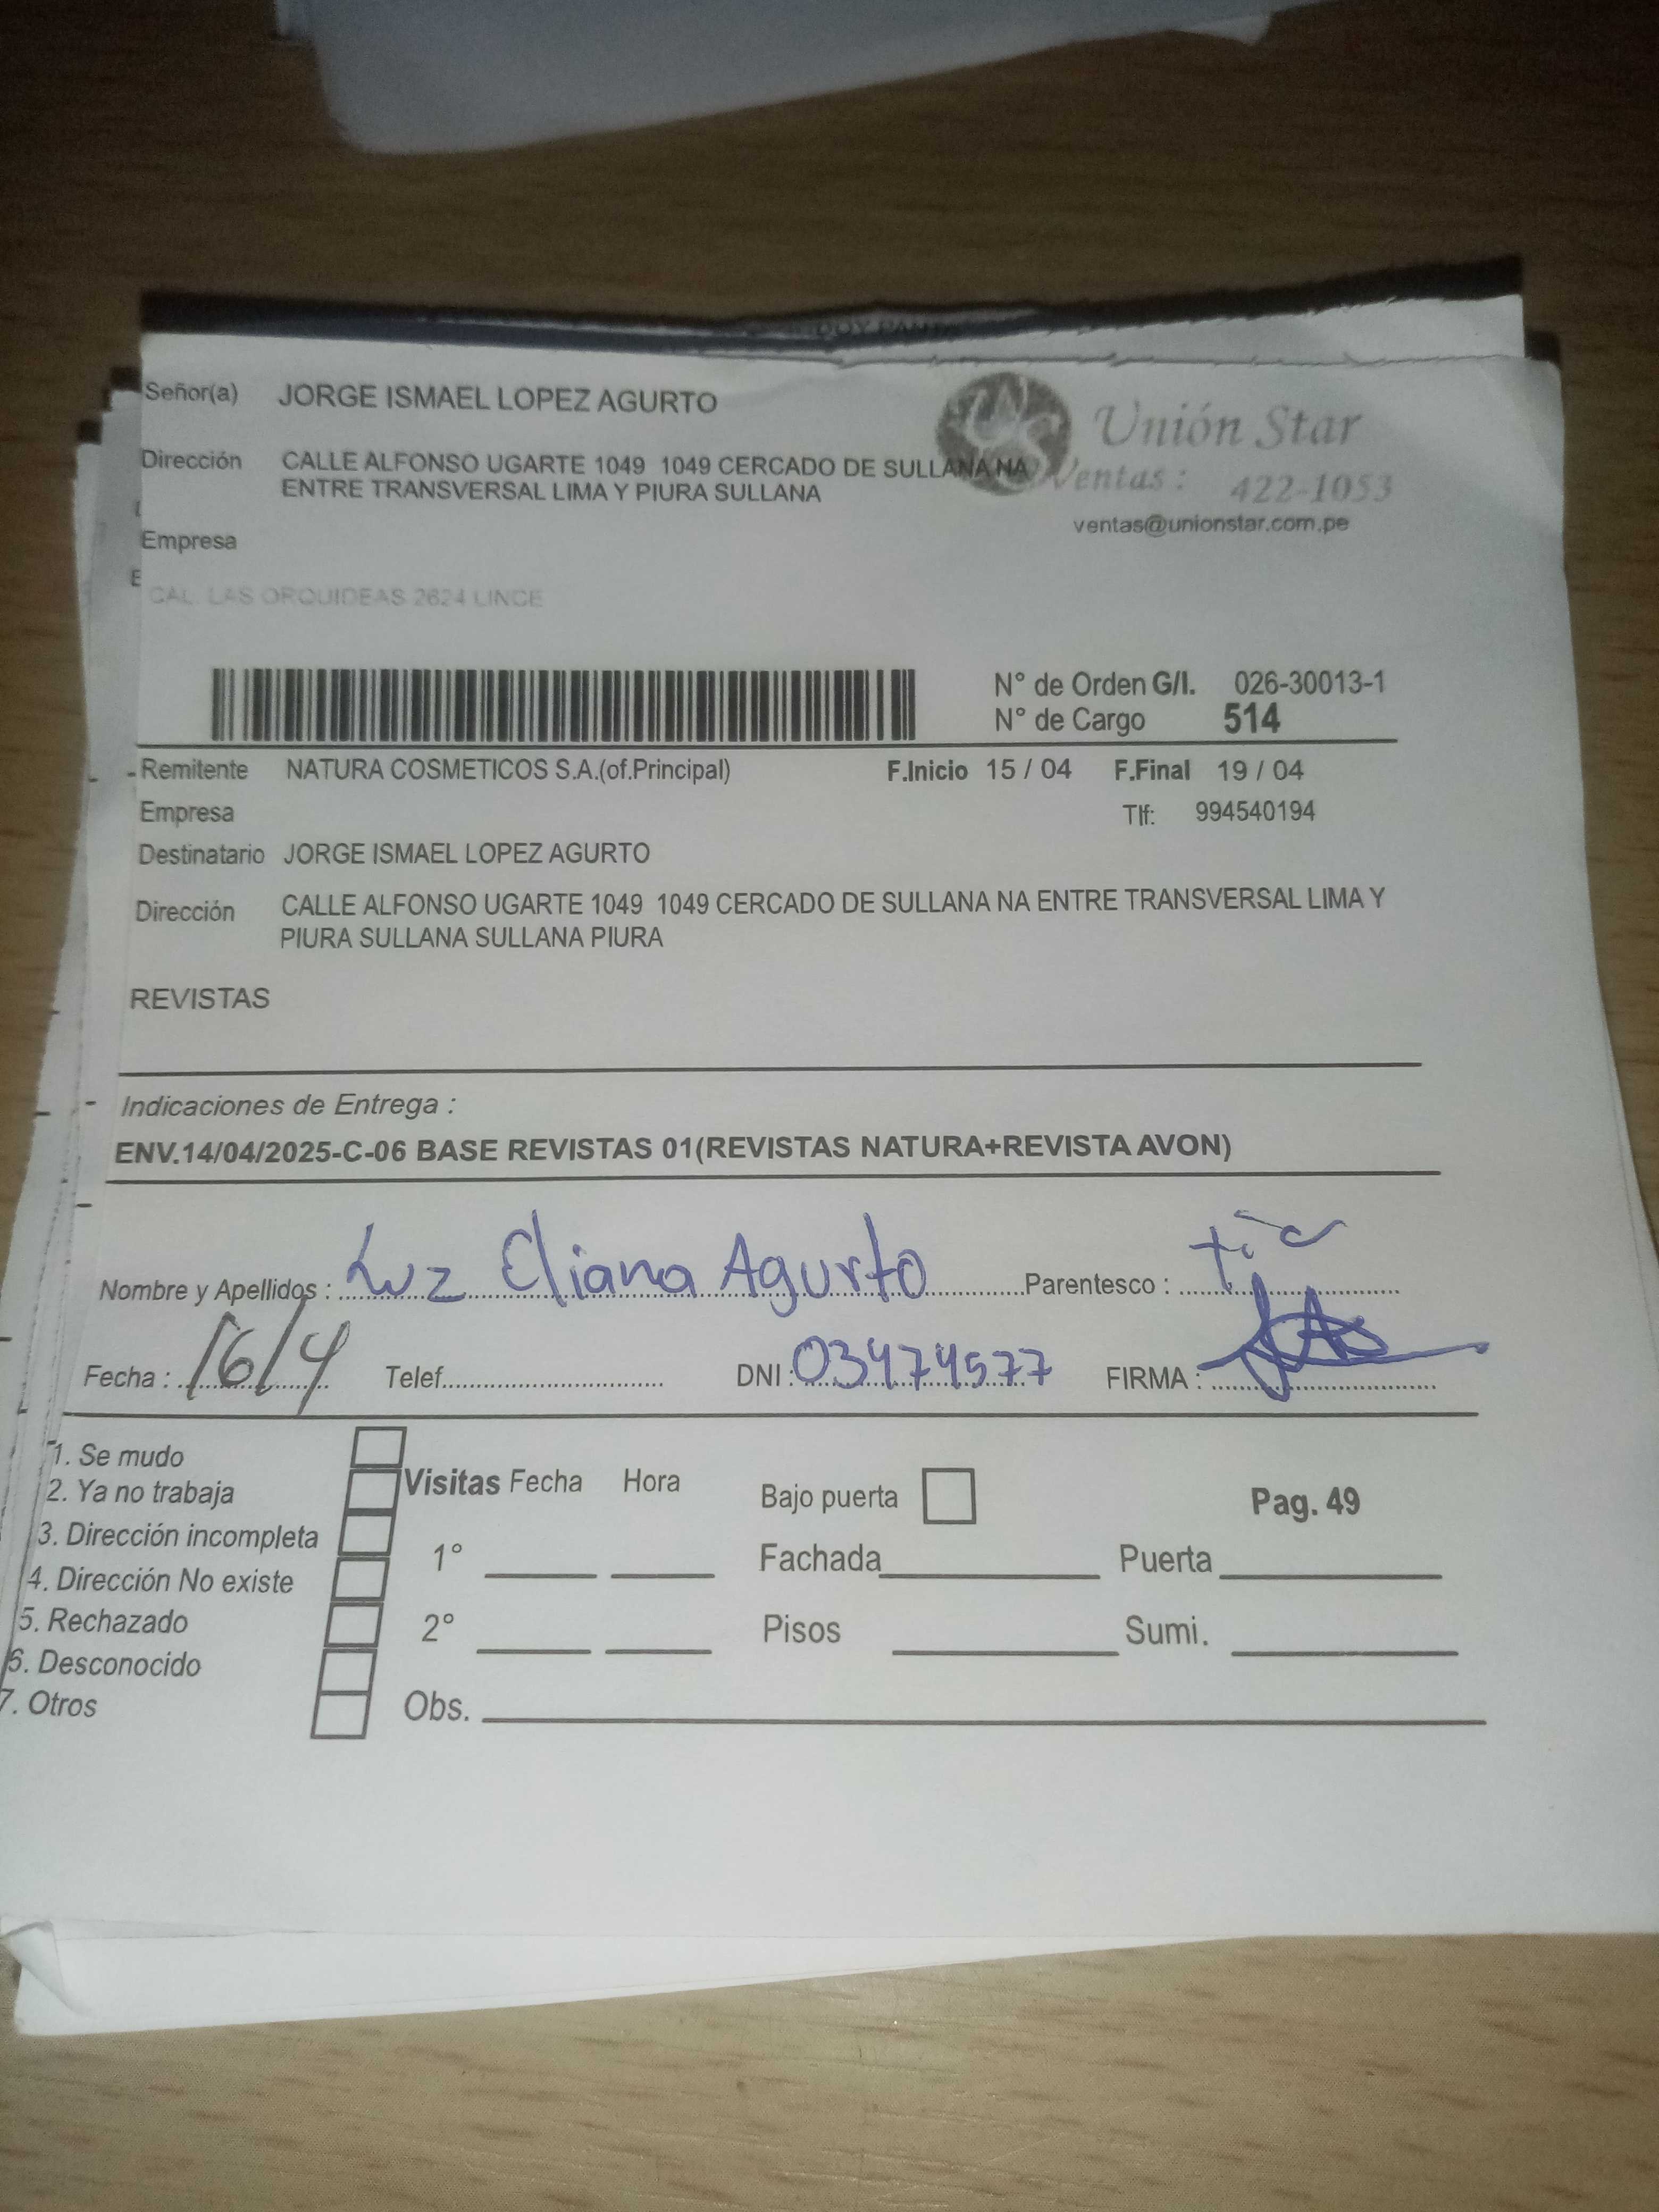 Señor(a) JORGE ISMAEL LOPEZ AGURTO
Unión Star
Dirección CALLE ALFONSO UGARTE 1049 1049 CERCADO DE SULLANA NA
ENTRE TRANSVERSAL LIMA Y PIURA SULLANA
Ventas : 422-1053
ventas@unionstar.com.pe
Empresa
E
CAL. LAS ORQUIDEAS 2624 LINCE
N° de Orden G/I. 026-30013-1
N° de Cargo 514
Remitente NATURA COSMETICOS S.A.(of.Principal) F.Inicio 15 / 04 F.Final 19 / 04
Empresa Tlf: 994540194
Destinatario JORGE ISMAEL LOPEZ AGURTO
Dirección CALLE ALFONSO UGARTE 1049 1049 CERCADO DE SULLANA NA ENTRE TRANSVERSAL LIMA Y
PIURA SULLANA SULLANA PIURA
REVISTAS
Indicaciones de Entrega :
ENV.14/04/2025-C-06 BASE REVISTAS 01(REVISTAS NATURA+REVISTA AVON)
Nombre y Apellidos : Luz Eliana Agurto Parentesco : tia
Fecha : 16/4 Telef. DNI : 03474577 FIRMA :
1. Se mudo
2. Ya no trabaja
3. Dirección incompleta
4. Dirección No existe
5. Rechazado
6. Desconocido
7. Otros
Visitas Fecha Hora
1°
2°
Obs.
Bajo puerta
Pag. 49
Fachada Puerta
Pisos Sumi.